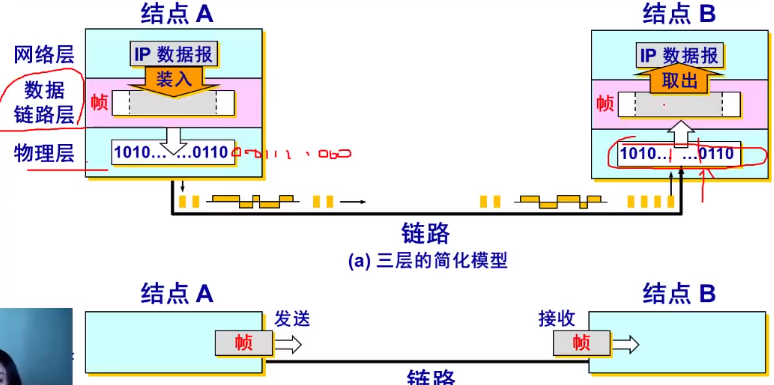 结点 A 结点 B
网络层 IP 数据报 IP 数据报
装入 取出
数据
链路层 帧 帧
物理层 1010… …0110 1010… …0110
链路
(a) 三层的简化模型
结点 A 结点 B
发送 接收
帧 帧
链路